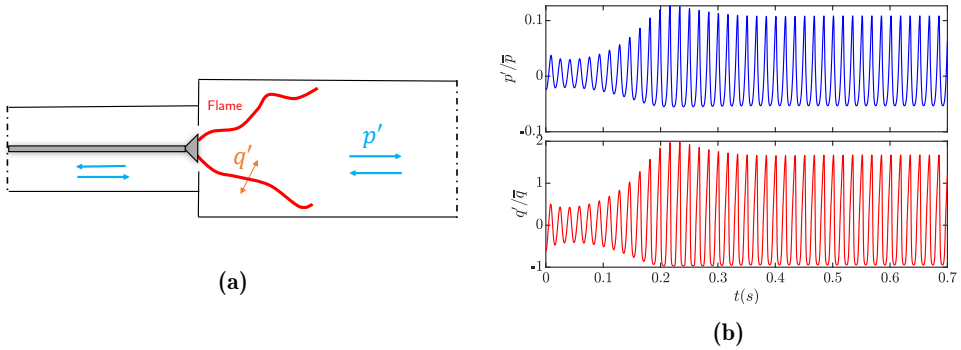 Flame
p′
q′
(a)
0.1
0
-0.1
p′/p̅
2
1
0
-1
q′/q̅
0 0.1 0.2 0.3 0.4 0.5 0.6 0.7
t(s)
(b)